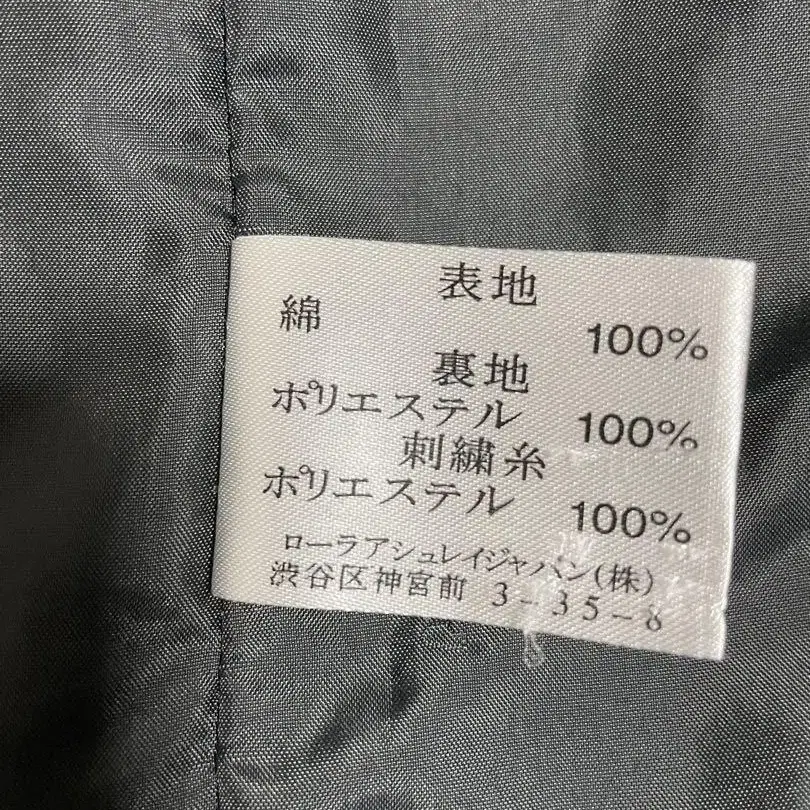 表地
綿 100%
裏地
ポリエステル 100%
刺繍糸
ポリエステル 100%
ローラアシュレイジャパン(株)
渋谷区神宮前 3-35-8